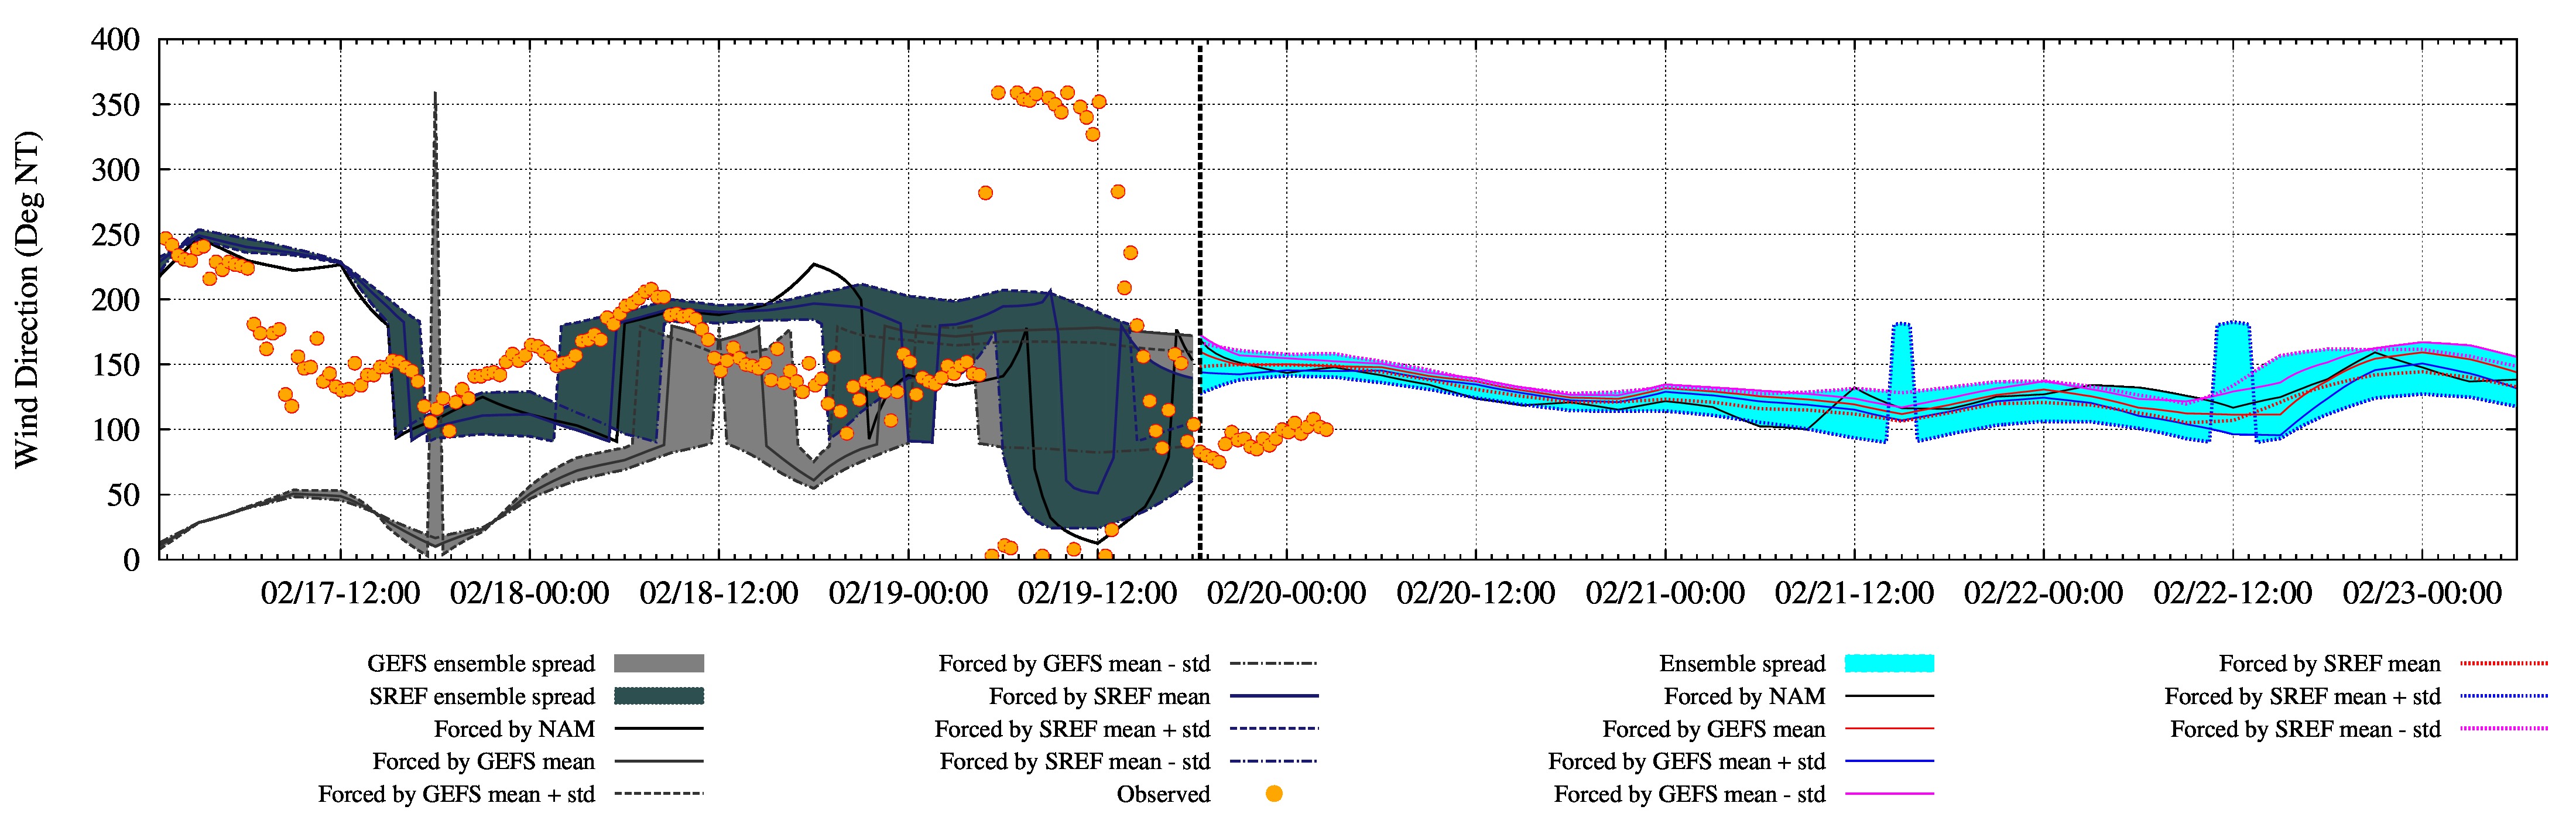 Wind Direction (Deg NT)
400
350
300
250
200
150
100
50
0
02/17-12:00 02/18-00:00 02/18-12:00 02/19-00:00 02/19-12:00 02/20-00:00 02/20-12:00 02/21-00:00 02/21-12:00 02/22-00:00 02/22-12:00 02/23-00:00
GEFS ensemble spread
SREF ensemble spread
Forced by NAM
Forced by GEFS mean
Forced by GEFS mean + std
Forced by GEFS mean - std
Forced by SREF mean
Forced by SREF mean + std
Forced by SREF mean - std
Observed
Ensemble spread
Forced by NAM
Forced by GEFS mean
Forced by GEFS mean + std
Forced by GEFS mean - std
Forced by SREF mean
Forced by SREF mean + std
Forced by SREF mean - std